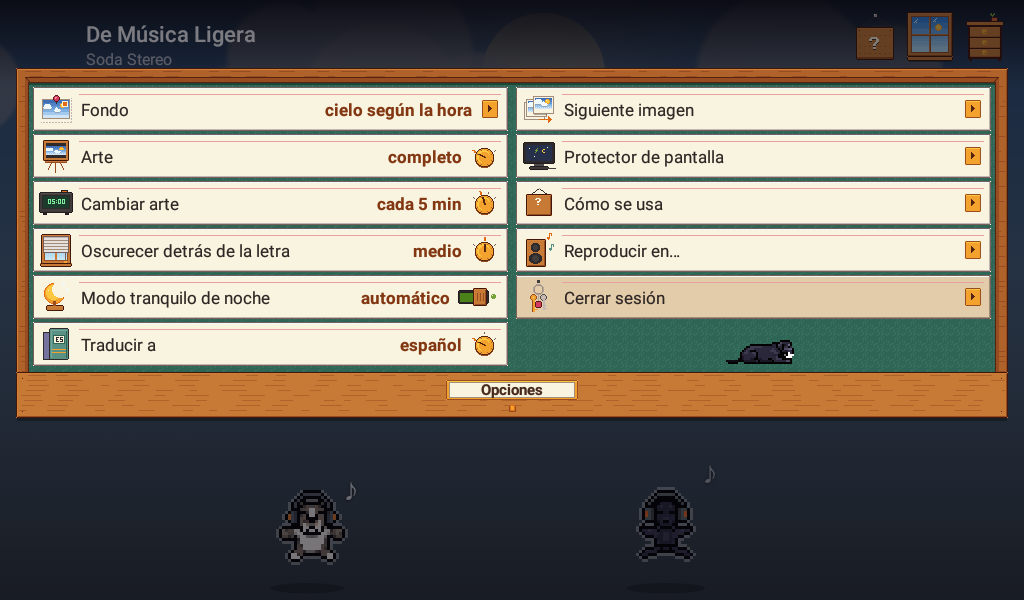 De Música Ligera
Soda Stereo
?
Fondo cielo según la hora
Arte completo
05:00 Cambiar arte cada 5 min
Oscurecer detrás de la letra medio
Modo tranquilo de noche automático
ES Traducir a español
Siguiente imagen
Protector de pantalla
? Cómo se usa
Reproducir en...
Cerrar sesión
Opciones